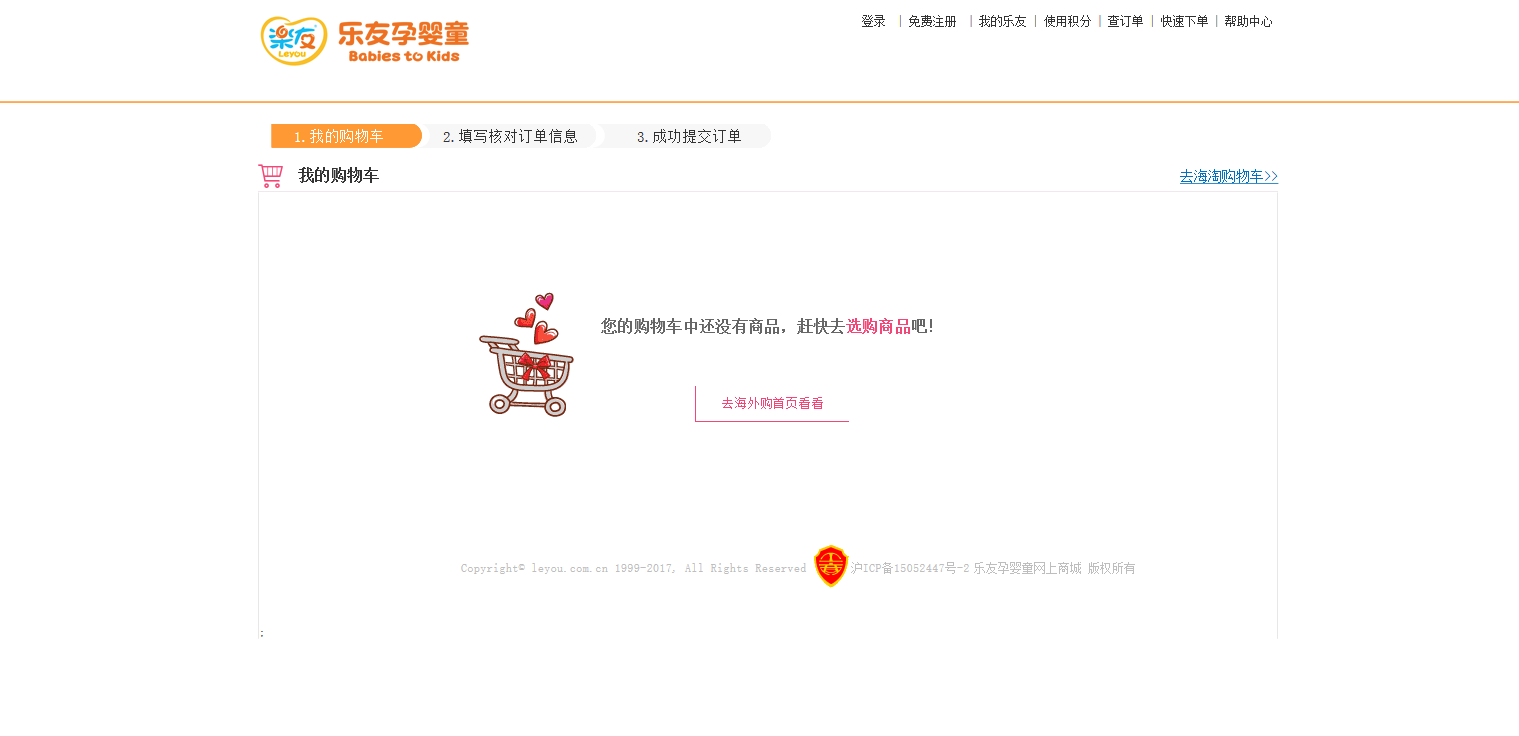 樂友 Leyou 乐友孕婴童 Babies to Kids
登录 | 免费注册 | 我的乐友 | 使用积分 | 查订单 | 快速下单 | 帮助中心
1.我的购物车 2.填写核对订单信息 3.成功提交订单
我的购物车 去海淘购物车>>
您的购物车中还没有商品，赶快去选购商品吧！
去海外购首页看看
Copyright© leyou.com.cn 1999-2017, All Rights Reserved 沪ICP备15052447号-2 乐友孕婴童网上商城 版权所有
;